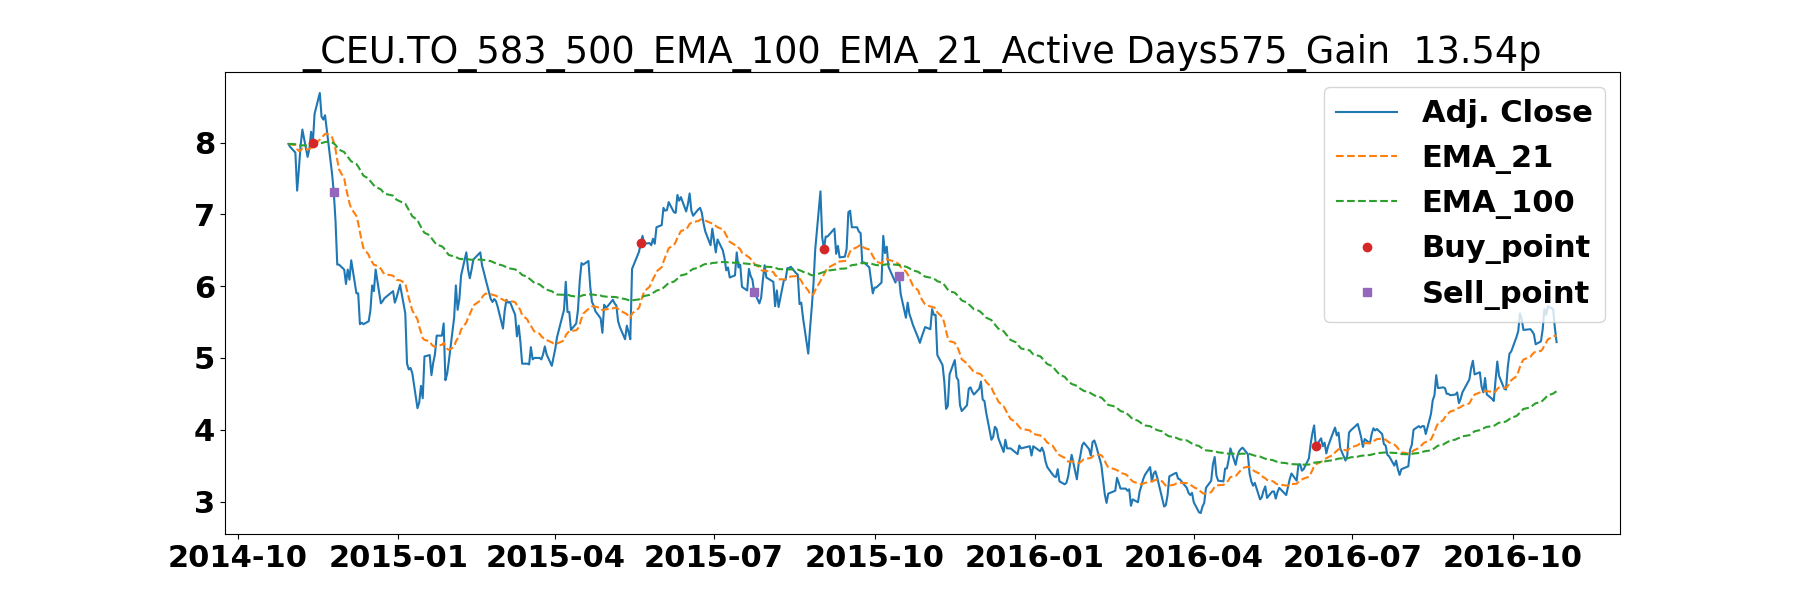 _CEU.TO_583_500_EMA_100_EMA_21_Active Days575_Gain  13.54p
Adj. Close
EMA_21
EMA_100
Buy_point
Sell_point
8
7
6
5
4
3
2014-10 2015-01 2015-04 2015-07 2015-10 2016-01 2016-04 2016-07 2016-10